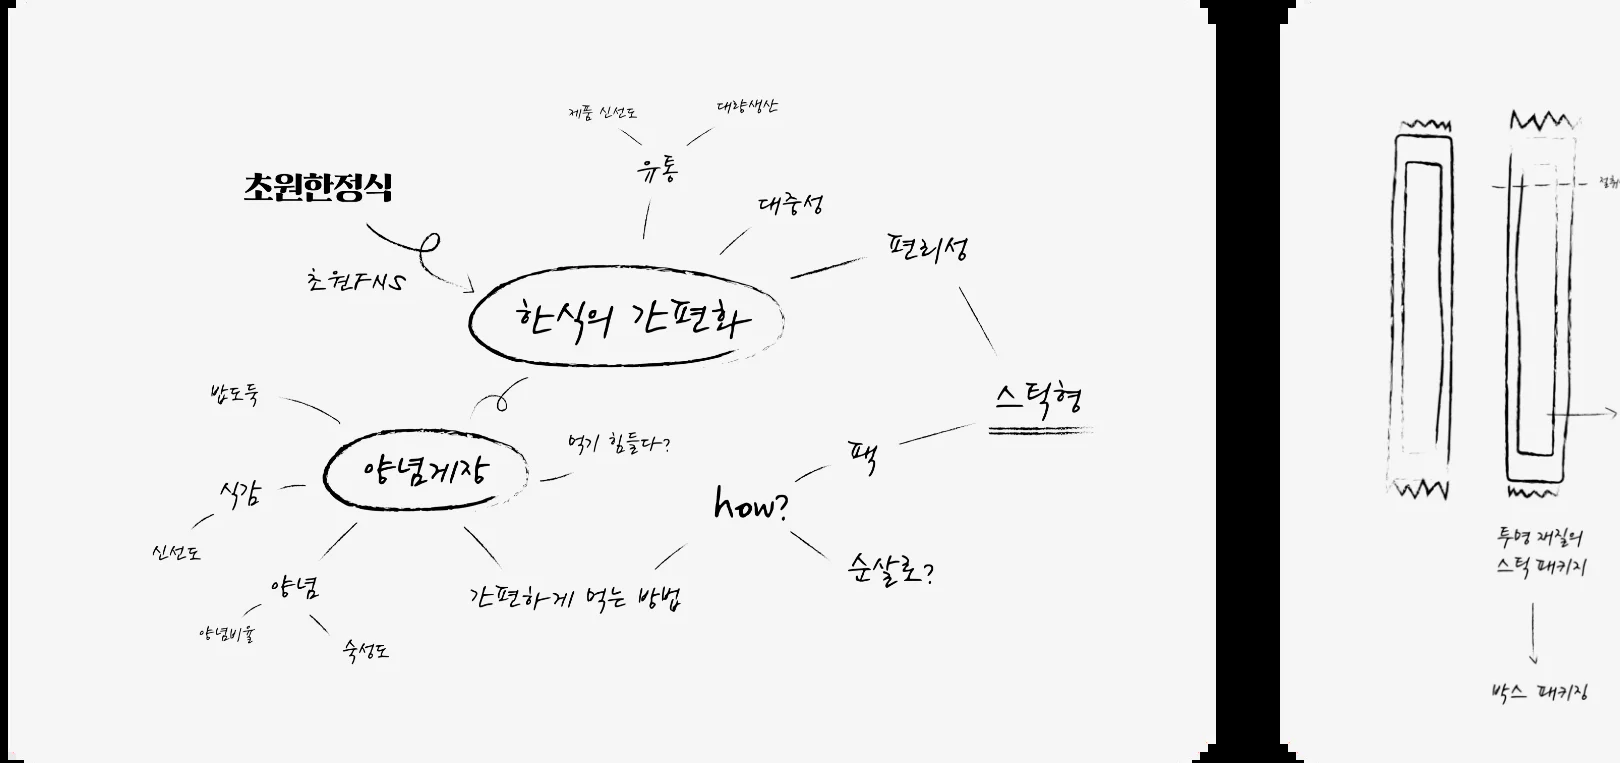 제품 신선도
대량생산
유통
초원한정식
대중성
편리성
초원FNS
한식의 간편화
밥도둑
스틱형
먹기 힘들다?
팩
양념게장
식감
how?
신선도
순살로?
양념
간편하게 먹는 방법
양념비율
숙성도
투명 재질의
스틱 패키지
박스 패키징